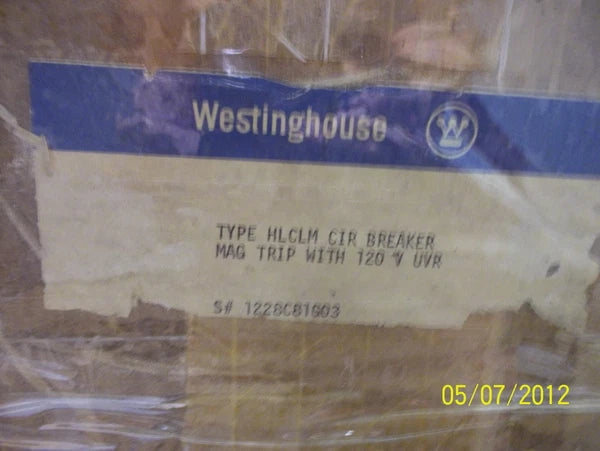 Westinghouse W
TYPE HLCLM CIR BREAKER
MAG TRIP WITH 120 V UVR
S# 1228C81G03
05/07/2012